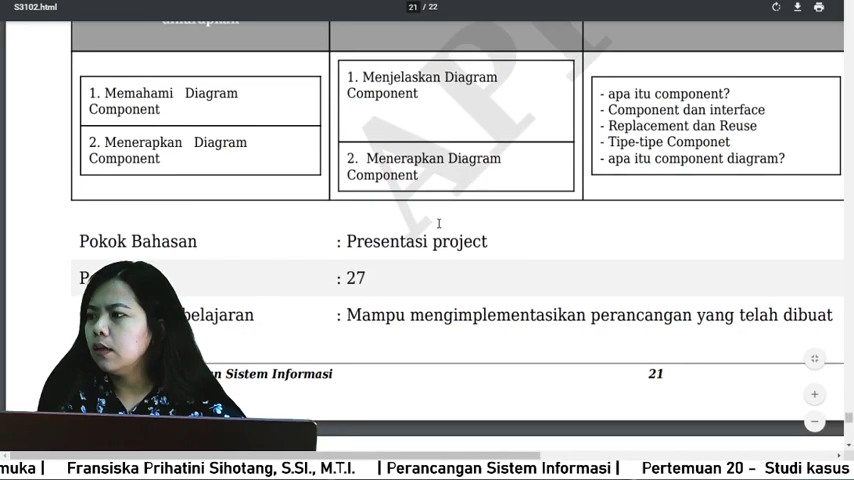 S3102.html
21 / 22
diharapkan
1. Memahami Diagram
Component
2. Menerapkan Diagram
Component
1. Menjelaskan Diagram
Component
2. Menerapkan Diagram
Component
- apa itu component?
- Component dan interface
- Replacement dan Reuse
- Tipe-tipe Componet
- apa itu component diagram?
Pokok Bahasan : Presentasi project
: 27
belajaran : Mampu mengimplementasikan perancangan yang telah dibuat
Sistem Informasi 21
muka | Fransiska Prihatini Sihotang, S.SI., M.T.I. | Perancangan Sistem Informasi | Pertemuan 20 - Studi kasus